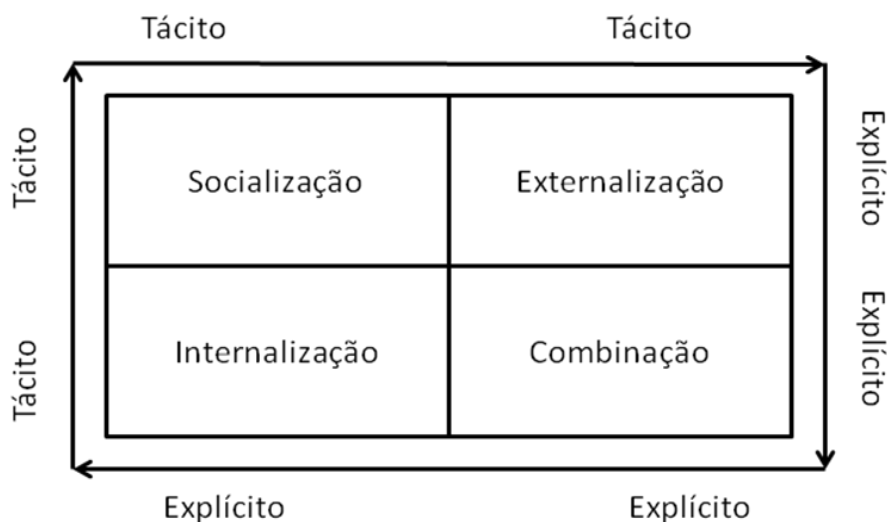 Tácito
Tácito
Tácito
Socialização
Externalização
Explícito
Tácito
Internalização
Combinação
Explícito
Explícito
Explícito